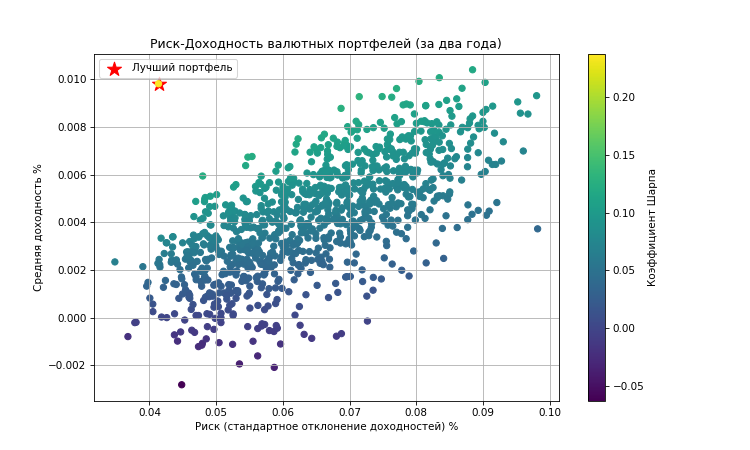 Риск-Доходность валютных портфелей (за два года)
Лучший портфель
Средняя доходность %
0.010
0.008
0.006
0.004
0.002
0.000
−0.002
0.04 0.05 0.06 0.07 0.08 0.09 0.10
Риск (стандартное отклонение доходностей) %
0.20
0.15
0.10
0.05
0.00
−0.05
Коэффициент Шарпа